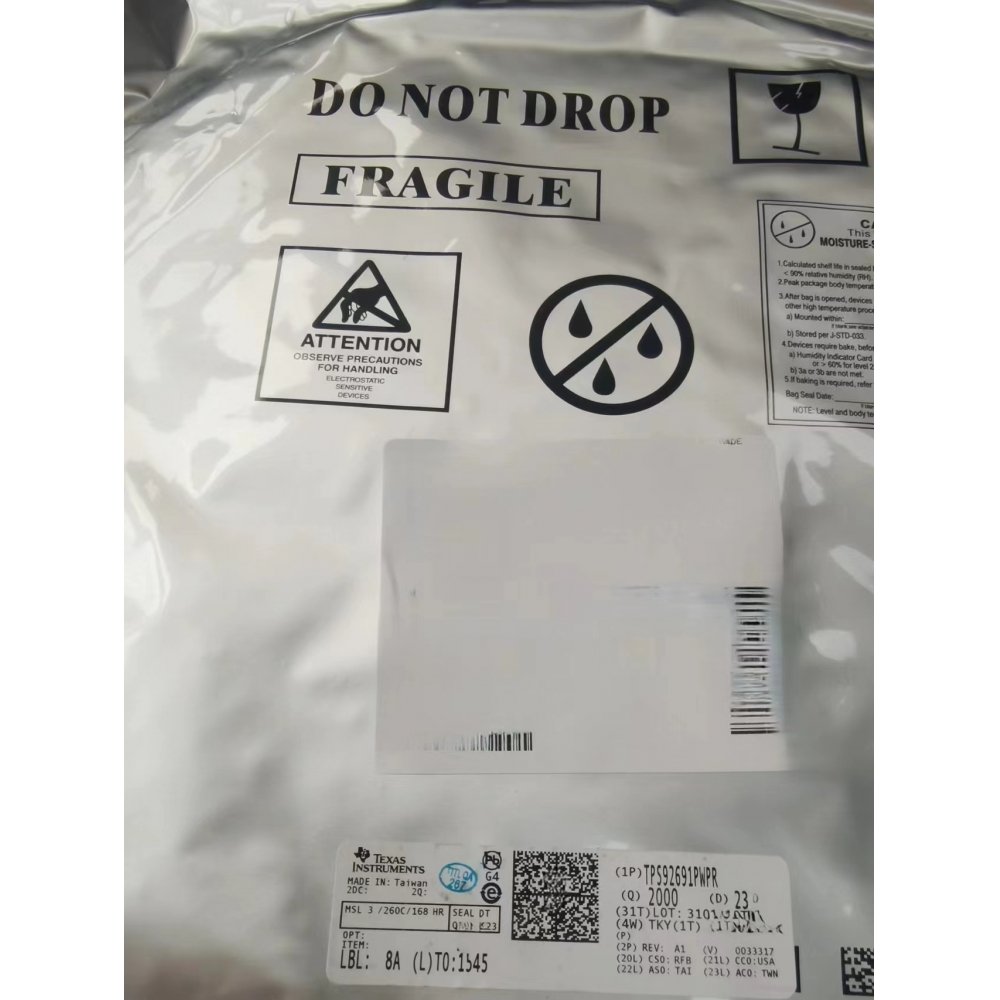 DO NOT DROP
FRAGILE
ATTENTION
OBSERVE PRECAUTIONS
FOR HANDLING
ELECTROSTATIC
SENSITIVE
DEVICES
This
MOISTURE-
1.Calculated shelf life in sealed
< 90% relative humidity (RH).
2.Peak package body
3.After bag is opened, devices
other high temperature
a) Mounted within:
b) Stored per J-STD-033.
4.Devices require bake,
a) Humidity Indicator Card
or > 60% for level 2
b) 3a or 3b are not met.
5.If baking is required, refer
Bag Seal Date:
NOTE: Level and body
TEXAS
INSTRUMENTS
Pb
G4
e
MADE IN: Taiwan
2DC: 2Q:
MSL 3 /260C/168 HR
SEAL DT
OPT:
ITEM:
LBL: 8A (L)TO:1545
(1P) TPS92691PWPR
(Q) 2000 (D)
(31T)LOT:
(4W) TKY(1T)
(P)
(2P) REV: A1 (V) 0033317
(20L) CSO: RFB (21L) CCO:USA
(22L) ASO: TAI (23L) ACO: TWN